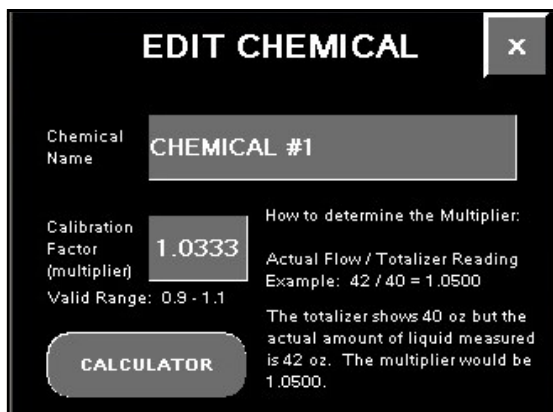 EDIT CHEMICAL
x
Chemical
Name
CHEMICAL #1
Calibration
Factor
(multiplier)
1.0333
Valid Range: 0.9 - 1.1
CALCULATOR
How to determine the Multiplier:
Actual Flow / Totalizer Reading
Example: 42 / 40 = 1.0500
The totalizer shows 40 oz but the
actual amount of liquid measured
is 42 oz. The multiplier would be
1.0500.